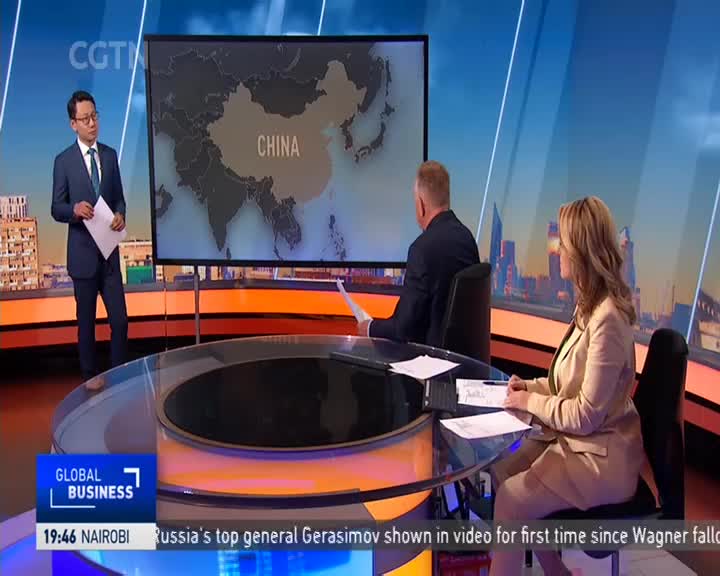 CGTN
CHINA
GLOBAL
BUSINESS
19:46 NAIROBI
Russia's top general Gerasimov shown in video for first time since Wagner fallo